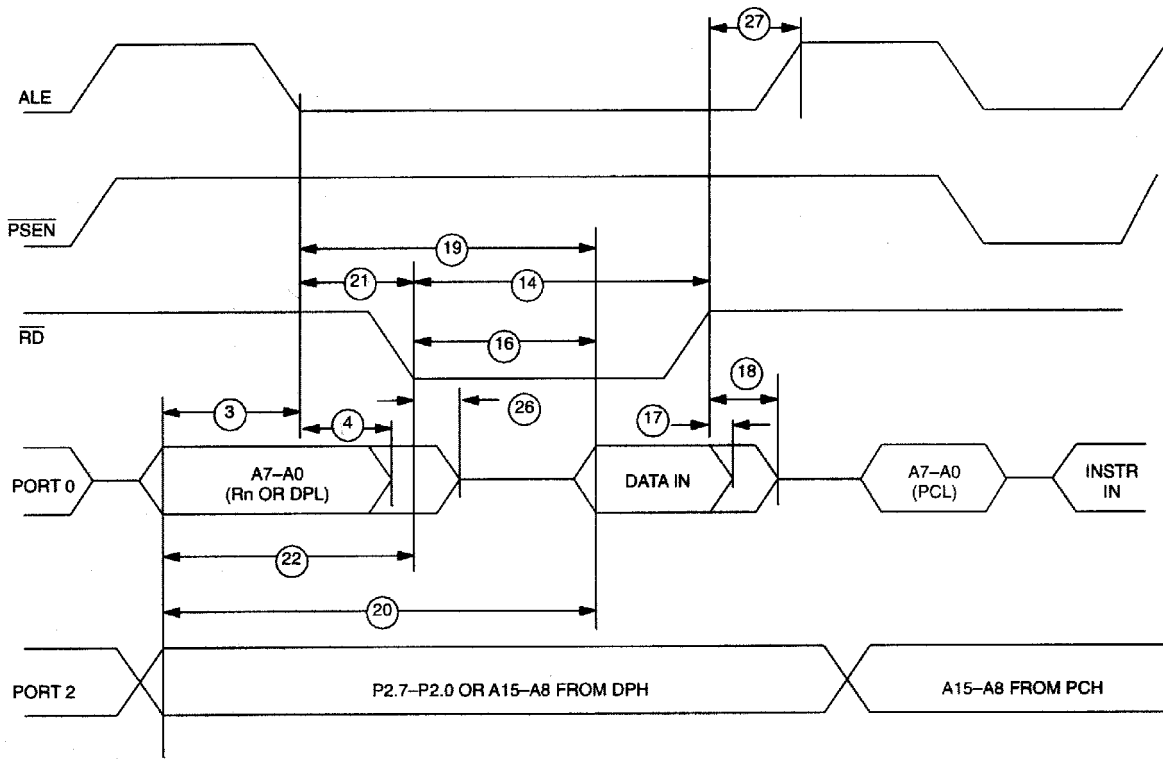 27
ALE
PSEN
19
21
14
RD
16
18
3
4
26
17
PORT 0
A7–A0
(Rn OR DPL)
DATA IN
A7–A0
(PCL)
INSTR
IN
22
20
PORT 2
P2.7–P2.0 OR A15–A8 FROM DPH
A15–A8 FROM PCH